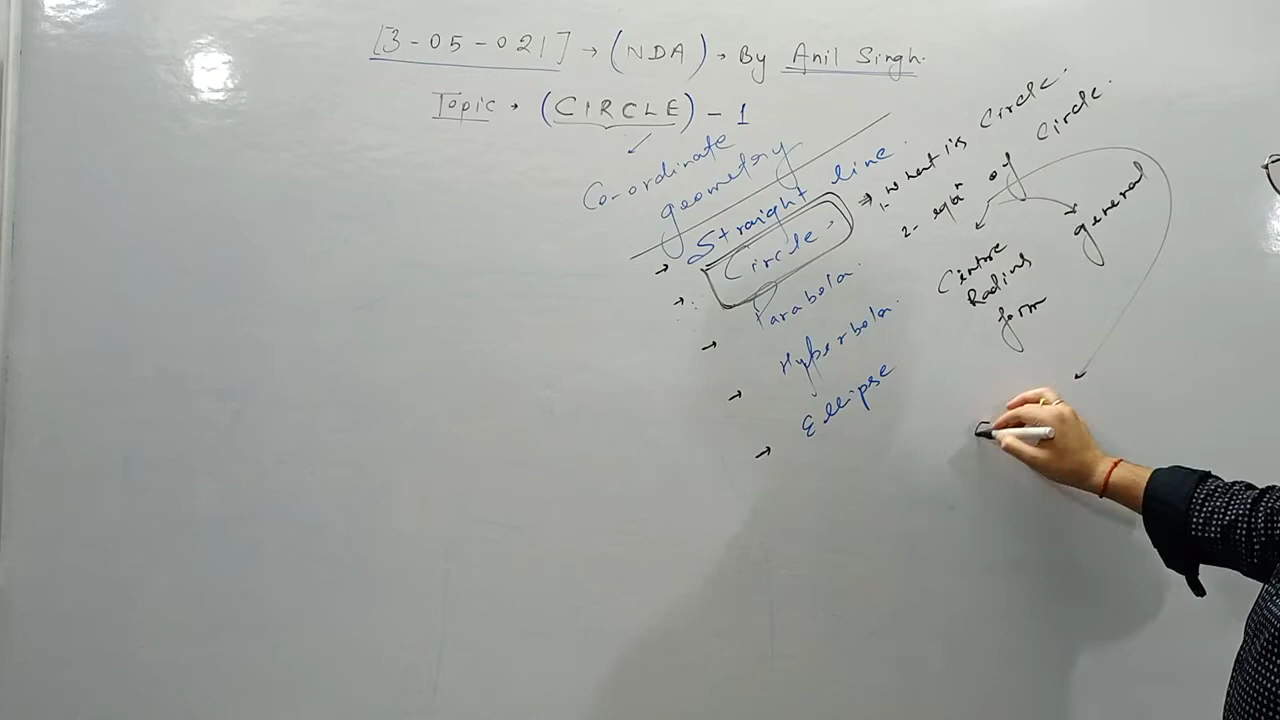 [3-05-021] → (NDA) → By Anil Singh.
Topic → (CIRCLE) - 1
Co-ordinate
geometry
→ Straight line.
→ Circle
→ Parabola.
→ Hyperbola.
→ Ellipse
⇒ 1- What is Circle.
2- eqn of Circle.
Centre
Radius
form
general